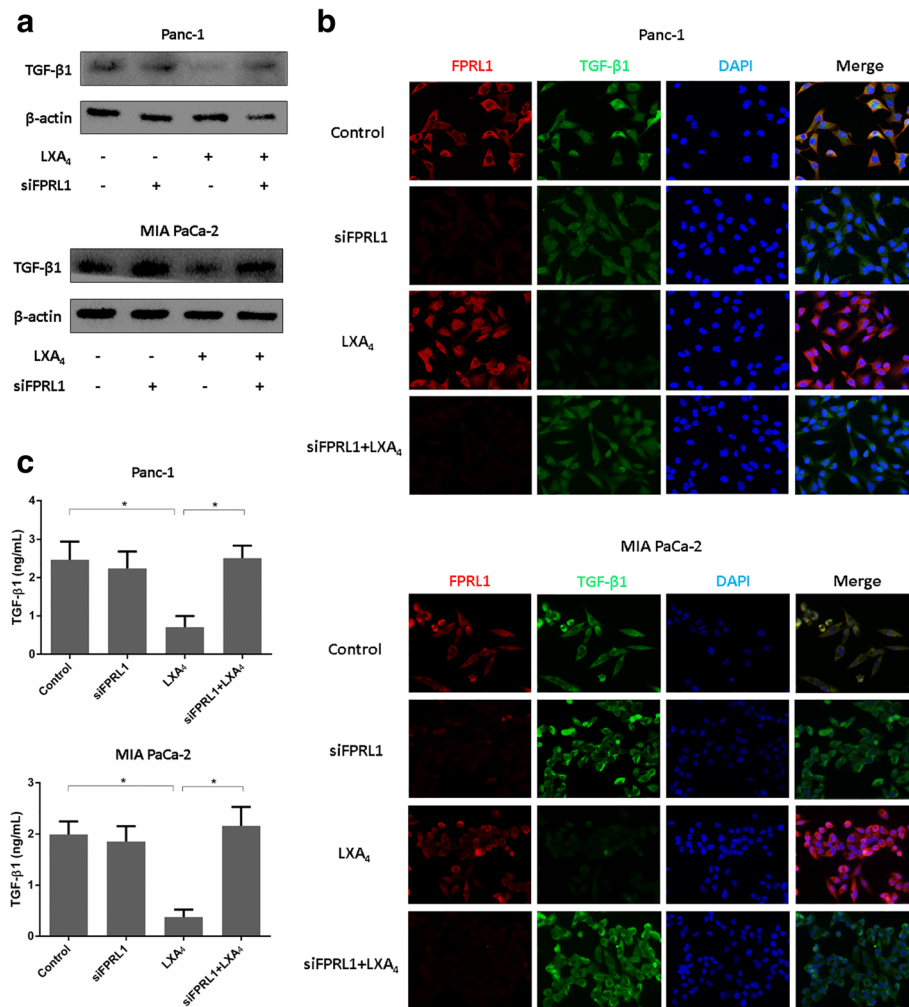 a
Panc-1
TGF-β1
β-actin
LXA₄ - - + +
siFPRL1 - + - +
MIA PaCa-2
TGF-β1
β-actin
LXA₄ - - + +
siFPRL1 - + - +
b
Panc-1
FPRL1 TGF-β1 DAPI Merge
Control
siFPRL1
LXA₄
siFPRL1+LXA₄
MIA PaCa-2
FPRL1 TGF-β1 DAPI Merge
Control
siFPRL1
LXA₄
siFPRL1+LXA₄
c
Panc-1
TGF-β1 (ng/mL)
4
3
2
1
0
* *
Control siFPRL1 LXA₄ siFPRL1+LXA₄
MIA PaCa-2
TGF-β1 (ng/mL)
3
2
1
0
* *
Control siFPRL1 LXA₄ siFPRL1+LXA₄